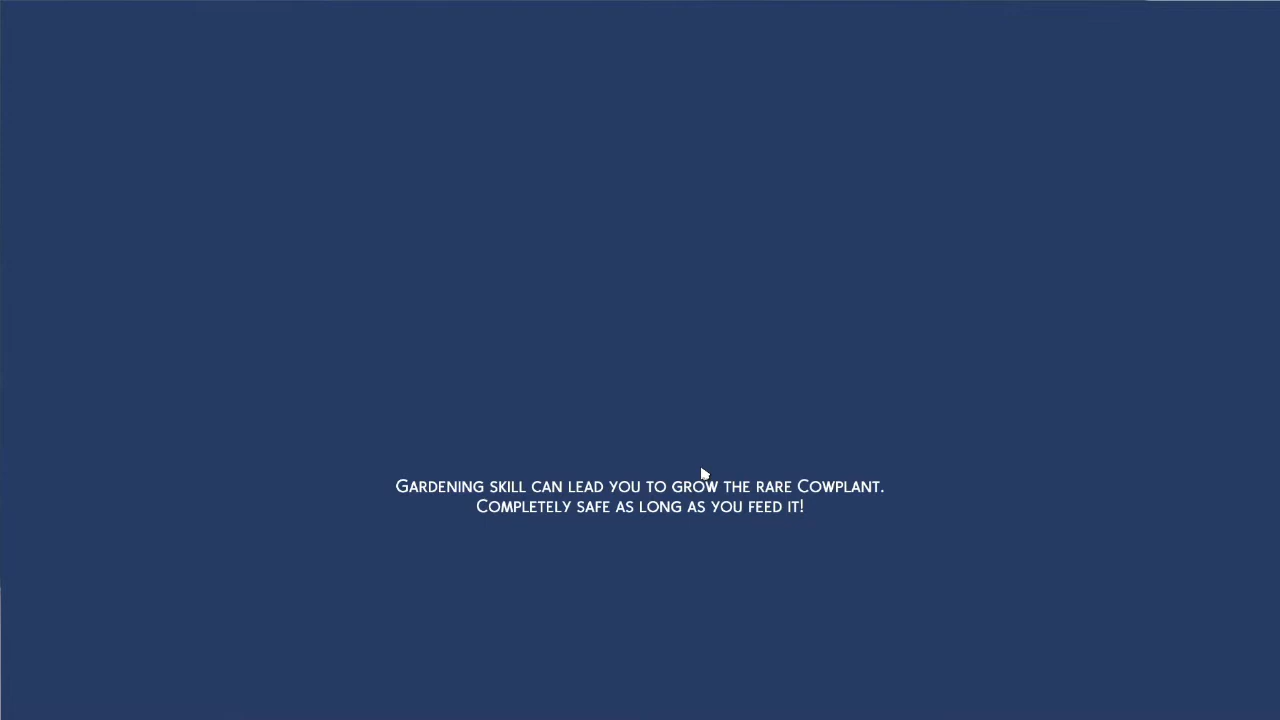 Gardening skill can lead you to grow the rare Cowplant.
Completely safe as long as you feed it!